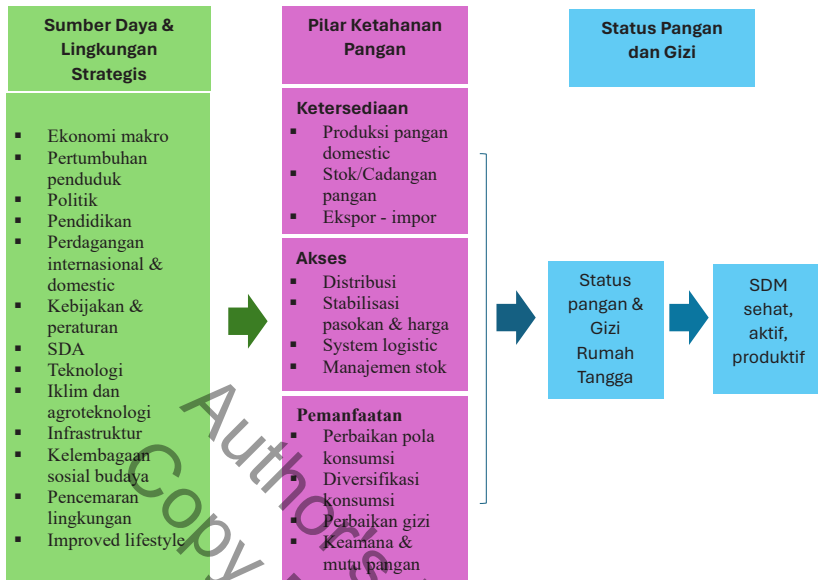 Sumber Daya &
Lingkungan
Strategis
▪ Ekonomi makro
▪ Pertumbuhan
penduduk
▪ Politik
▪ Pendidikan
▪ Perdagangan
internasional &
domestic
▪ Kebijakan &
peraturan
▪ SDA
▪ Teknologi
▪ Iklim dan
agroteknologi
▪ Infrastruktur
▪ Kelembagaan
sosial budaya
▪ Pencemaran
lingkungan
▪ Improved lifestyle
Pilar Ketahanan
Pangan
Ketersediaan
▪ Produksi pangan
domestic
▪ Stok/Cadangan
pangan
▪ Ekspor - impor
Akses
▪ Distribusi
▪ Stabilisasi
pasokan & harga
▪ System logistic
▪ Manajemen stok
Pemanfaatan
▪ Perbaikan pola
konsumsi
▪ Diversifikasi
konsumsi
▪ Perbaikan gizi
▪ Keamana &
mutu pangan
Status Pangan
dan Gizi
Status
pangan &
Gizi
Rumah
Tangga
SDM
sehat,
aktif,
produktif
Author's
Copy